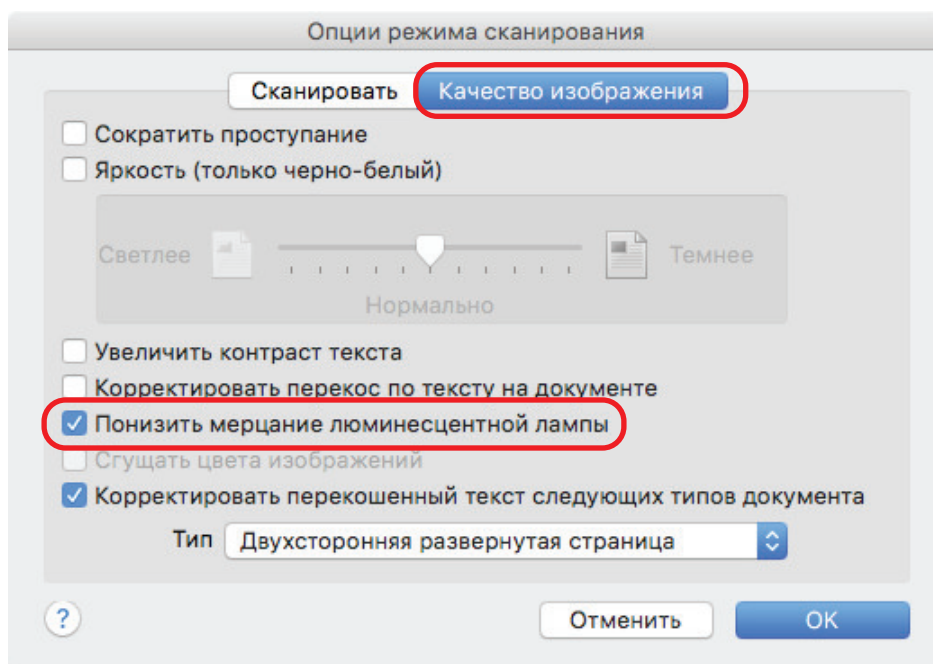 Опции режима сканирования
Сканировать Качество изображения
Сократить проступание
Яркость (только черно-белый)
Светлее Темнее
Нормально
Увеличить контраст текста
Корректировать перекос по тексту на документе
Понизить мерцание люминесцентной лампы
Сгущать цвета изображений
Корректировать перекошенный текст следующих типов документа
Тип Двухсторонняя развернутая страница
? Отменить OK